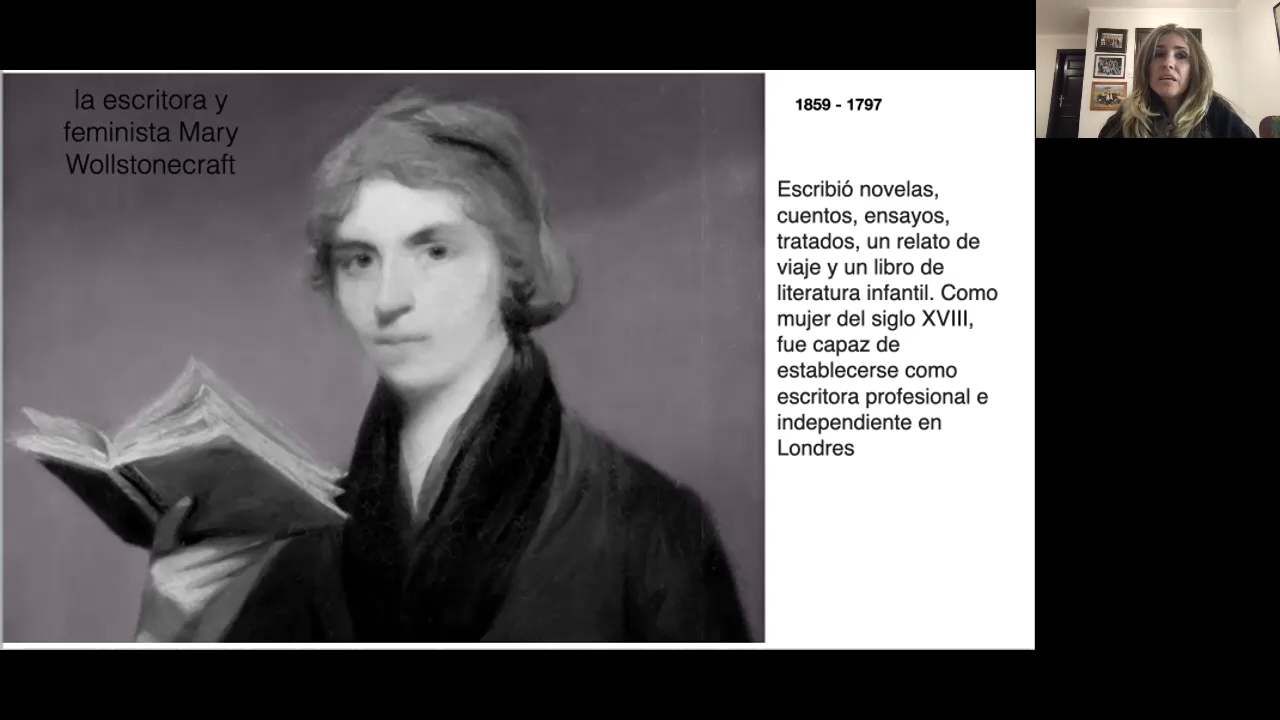 la escritora y
feminista Mary
Wollstonecraft
1859 - 1797
Escribió novelas,
cuentos, ensayos,
tratados, un relato de
viaje y un libro de
literatura infantil. Como
mujer del siglo XVIII,
fue capaz de
establecerse como
escritora profesional e
independiente en
Londres